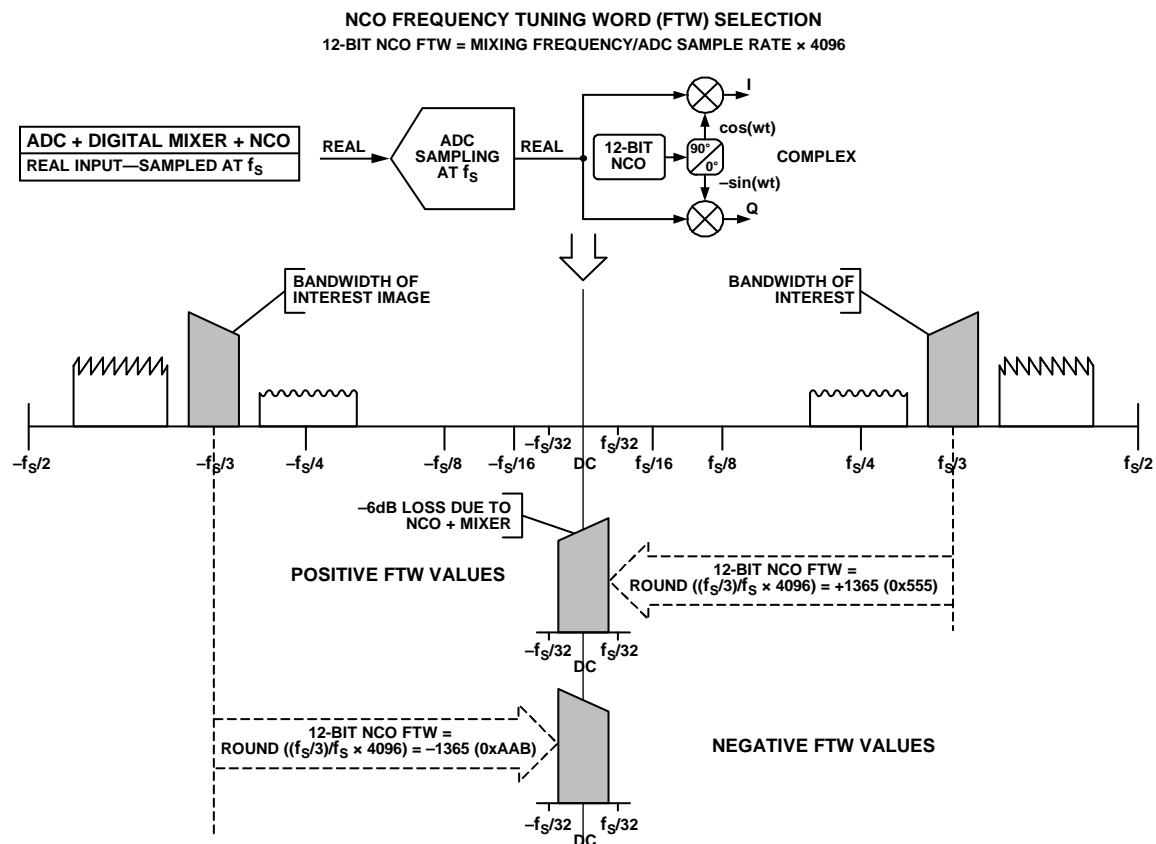 NCO FREQUENCY TUNING WORD (FTW) SELECTION
12-BIT NCO FTW = MIXING FREQUENCY/ADC SAMPLE RATE × 4096
ADC + DIGITAL MIXER + NCO
REAL INPUT—SAMPLED AT fS
REAL
ADC
SAMPLING
AT fS
REAL
12-BIT
NCO
90°
0°
I
cos(wt)
COMPLEX
–sin(wt)
Q
BANDWIDTH OF
INTEREST IMAGE
BANDWIDTH OF
INTEREST
–fS/2
–fS/3
–fS/4
–fS/8
–fS/16
–fS/32
DC
fS/32
fS/16
fS/8
fS/4
fS/3
fS/2
–6dB LOSS DUE TO
NCO + MIXER
POSITIVE FTW VALUES
12-BIT NCO FTW =
ROUND ((fS/3)/fS × 4096) = +1365 (0x555)
–fS/32
DC
fS/32
12-BIT NCO FTW =
ROUND ((fS/3)/fS × 4096) = –1365 (0xAAB)
NEGATIVE FTW VALUES
–fS/32
DC
fS/32